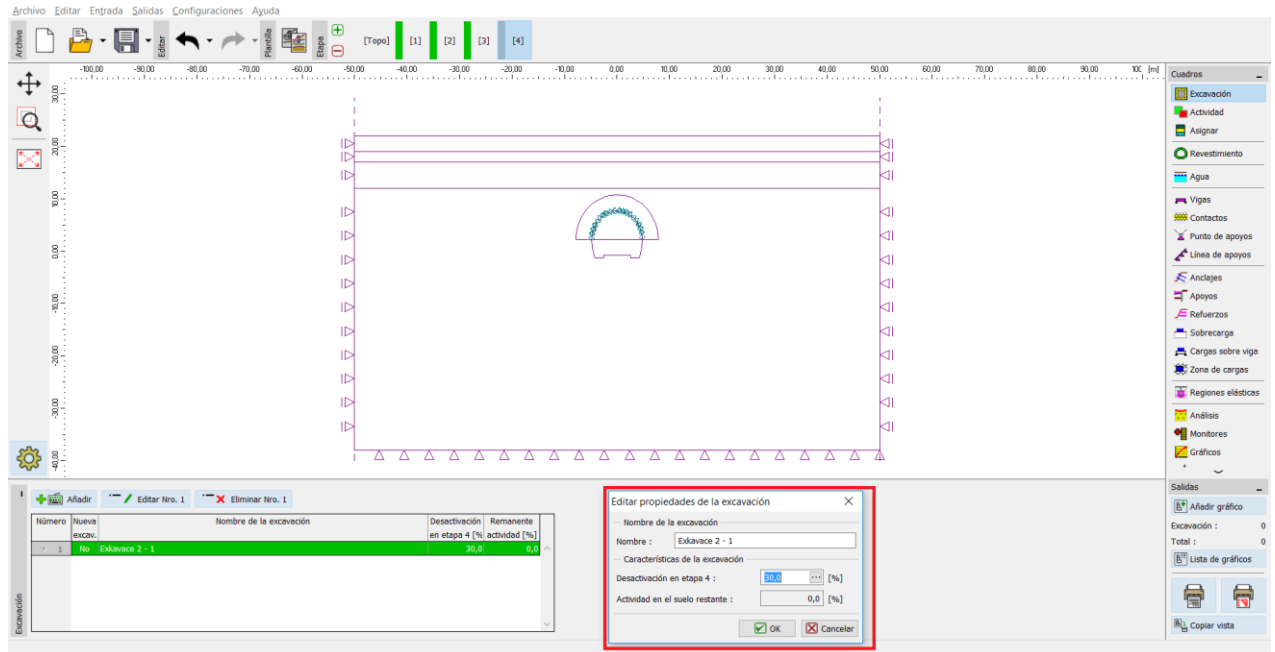 Archivo Editar Entrada Salidas Configuraciones Ayuda
Archivo
Editar
Plantilla
Etapa
[Topo] [1] [2] [3] [4]
-100,00 -90,00 -80,00 -70,00 -60,00 -50,00 -40,00 -30,00 -20,00 -10,00 0,00 10,00 20,00 30,00 40,00 50,00 60,00 70,00 80,00 90,00 [m]
30,00
20,00
10,00
0,00
-10,00
-20,00
-30,00
-40,00
Cuadros
Excavación
Actividad
Asignar
Revestimiento
Agua
Vigas
Contactos
Punto de apoyos
Línea de apoyos
Anclajes
Apoyos
Refuerzos
Sobrecarga
Cargas sobre viga
Zona de cargas
Regiones elásticas
Análisis
Monitores
Gráficos
Añadir Editar Nro. 1 Eliminar Nro. 1
Número Nueva Nombre de la excavación Desactivación Remanente
excav. en etapa 4 [% actividad [%]
1 No Exkavace 2 - 1 30,0 0,0
Excavación
Editar propiedades de la excavación
Nombre de la excavación
Nombre : Exkavace 2 - 1
Características de la excavación
Desactivación en etapa 4 : 30,0 ... [%]
Actividad en el suelo restante : 0,0 [%]
OK Cancelar
Salidas
Añadir gráfico
Excavación : 0
Total : 0
Lista de gráficos
Copiar vista